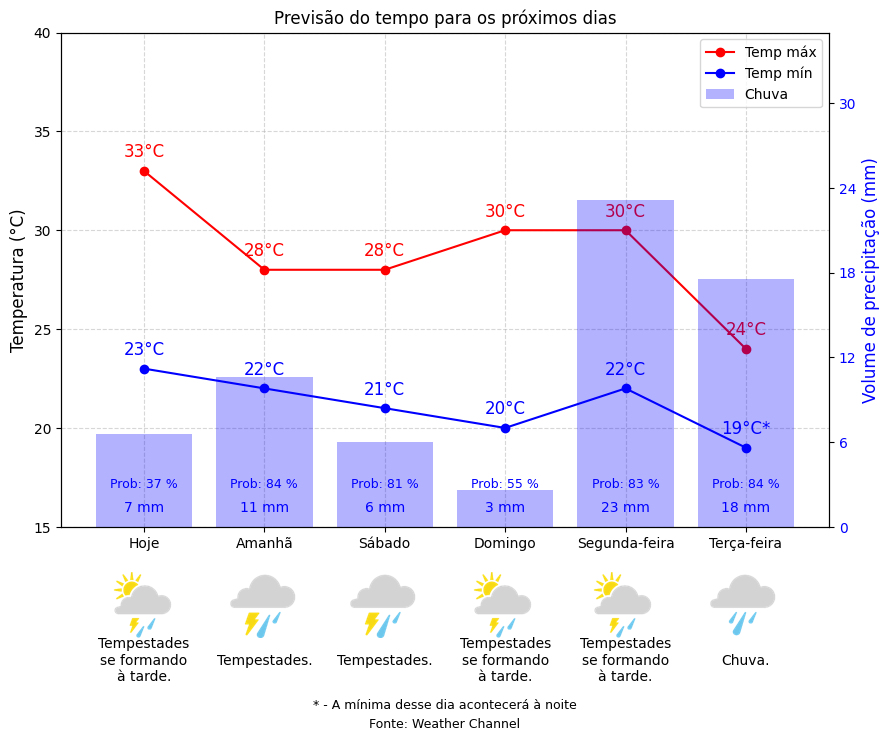 Previsão do tempo para os próximos dias
Temp máx
Temp mín
Chuva
Temperatura (°C)
40
35
30
25
20
15
Volume de precipitação (mm)
30
24
18
12
6
0
33°C
28°C
28°C
30°C
30°C
24°C
23°C
22°C
21°C
20°C
22°C
19°C*
Prob: 37 %
Prob: 84 %
Prob: 81 %
Prob: 55 %
Prob: 83 %
Prob: 84 %
7 mm
11 mm
6 mm
3 mm
23 mm
18 mm
Hoje
Amanhã
Sábado
Domingo
Segunda-feira
Terça-feira
Tempestades
se formando
à tarde.
Tempestades.
Tempestades.
Tempestades
se formando
à tarde.
Tempestades
se formando
à tarde.
Chuva.
* - A mínima desse dia acontecerá à noite
Fonte: Weather Channel